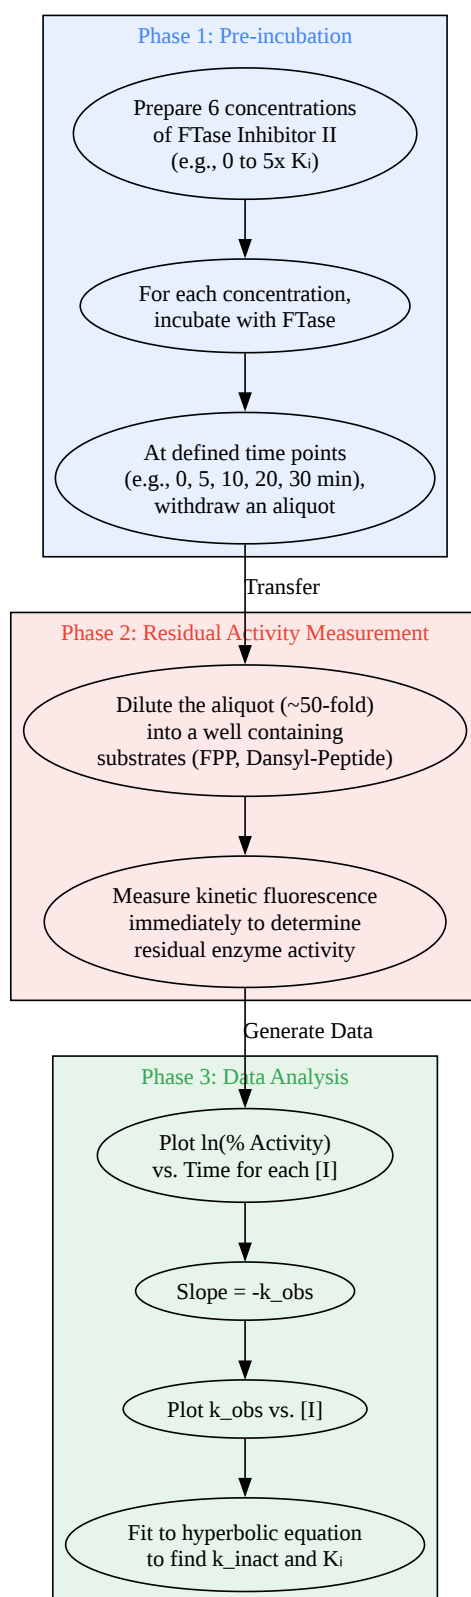 Phase 1: Pre-incubation
Prepare 6 concentrations
of FTase Inhibitor II
(e.g., 0 to 5x Kᵢ)
For each concentration,
incubate with FTase
At defined time points
(e.g., 0, 5, 10, 20, 30 min),
withdraw an aliquot
Transfer
Phase 2: Residual Activity Measurement
Dilute the aliquot (~50-fold)
into a well containing
substrates (FPP, Dansyl-Peptide)
Measure kinetic fluorescence
immediately to determine
residual enzyme activity
Generate Data
Phase 3: Data Analysis
Plot ln(% Activity)
vs. Time for each [I]
Slope = -k_obs
Plot k_obs vs. [I]
Fit to hyperbolic equation
to find k_inact and Kᵢ